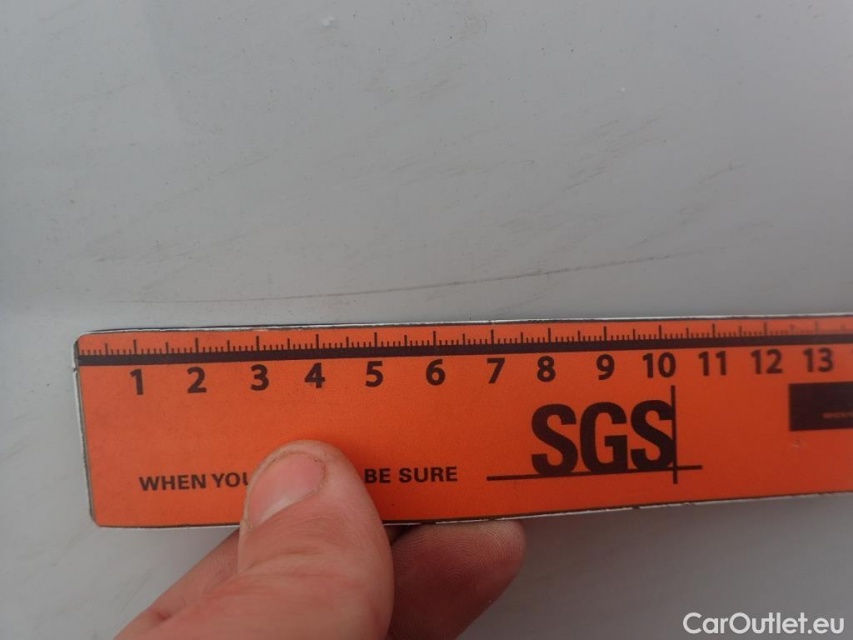 1 2 3 4 5 6 7 8 9 10 11 12 13
SGS
WHEN YOU BE SURE
CarOutlet.eu